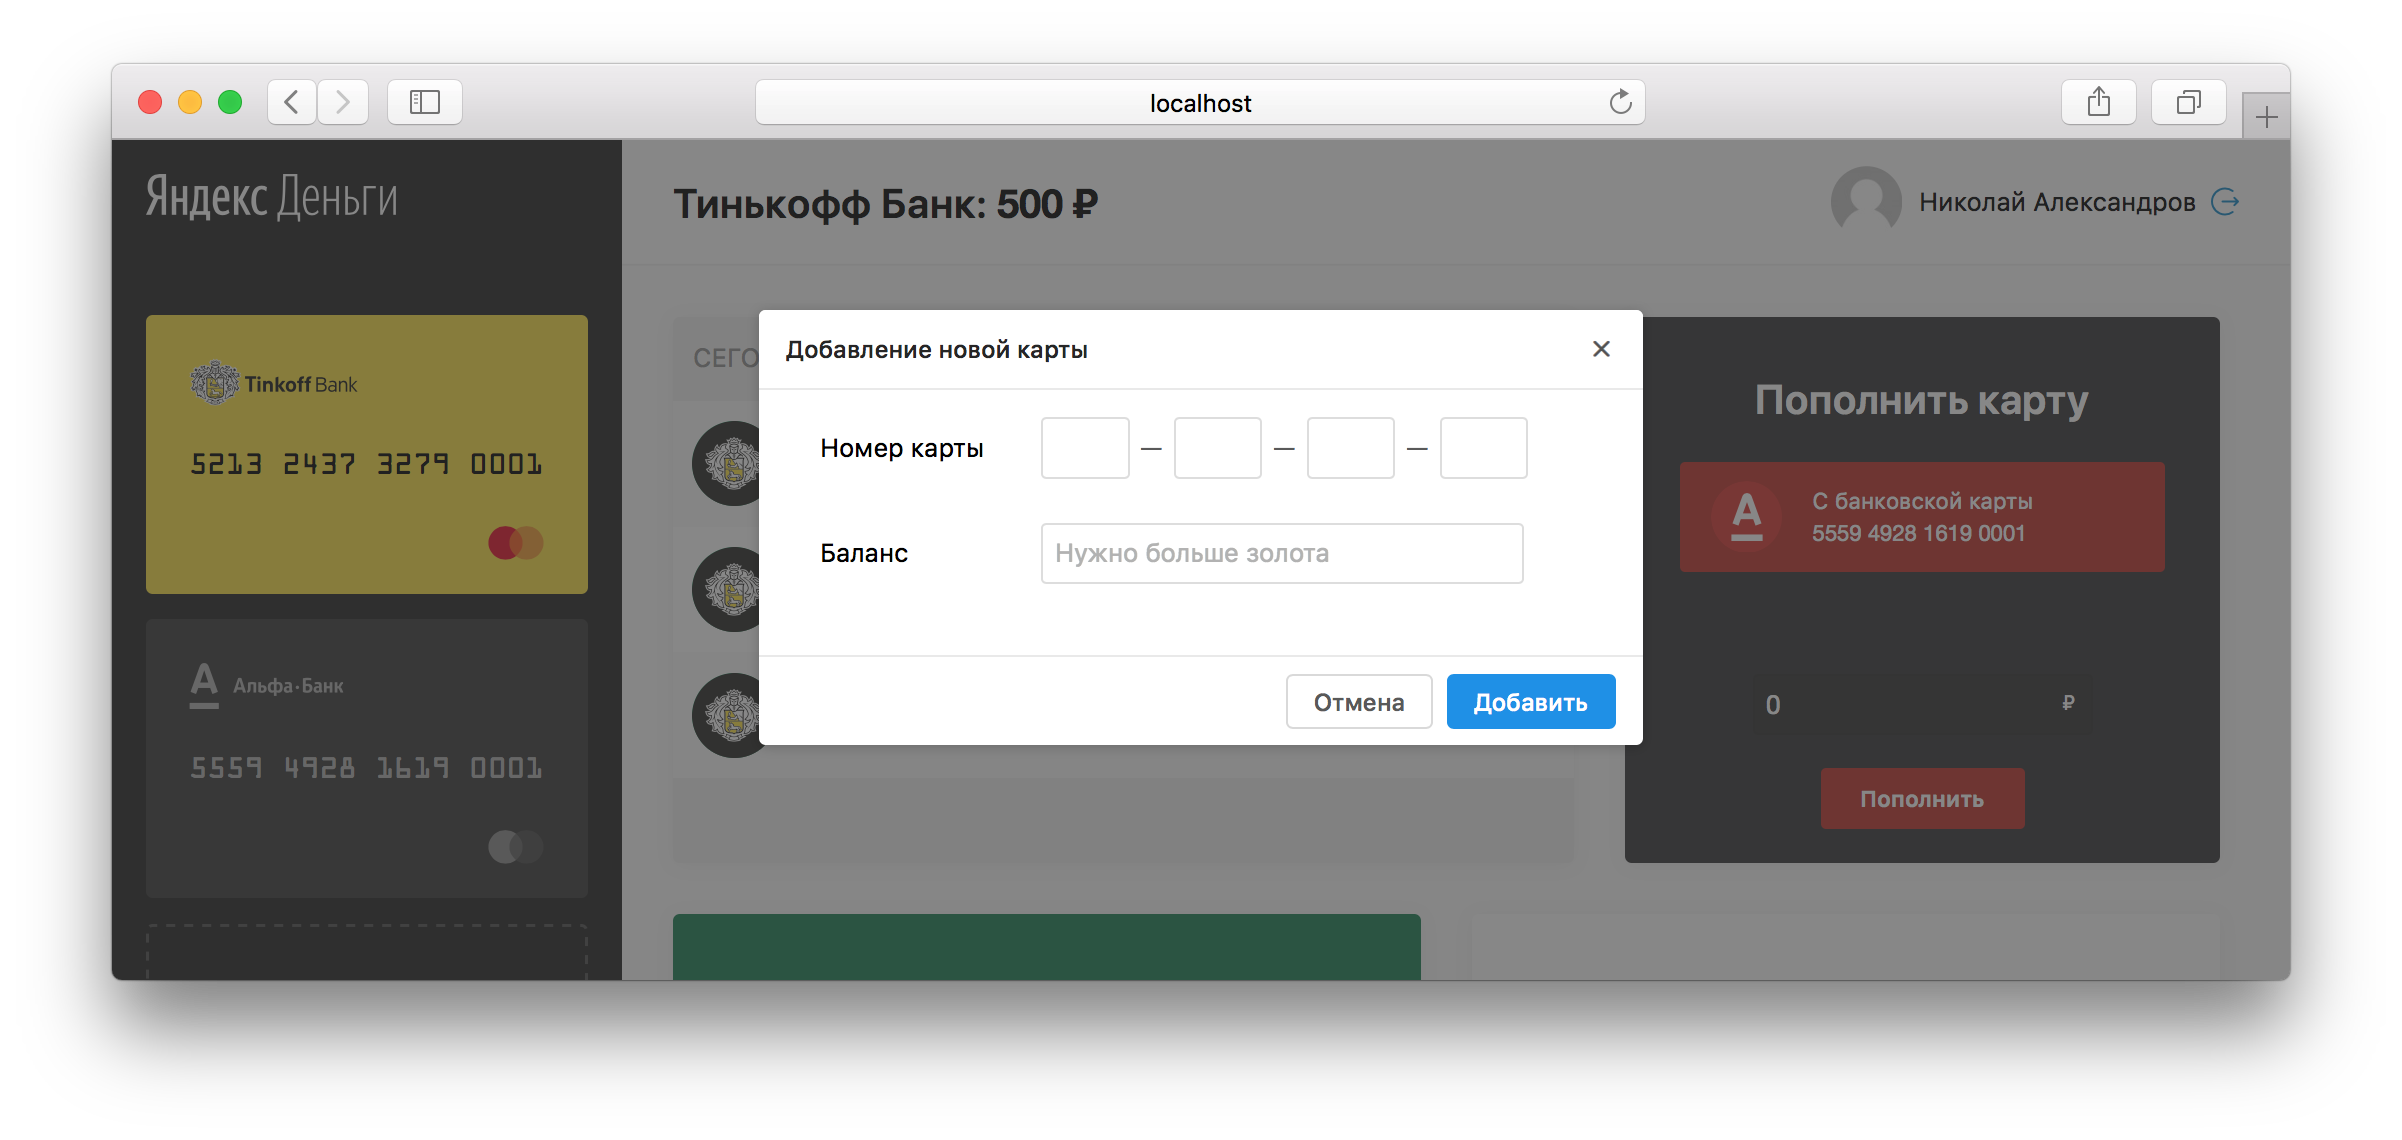 localhost
Яндекс Деньги
Тинькофф Банк: 500 ₽
Николай Александров
Tinkoff Bank
5213 2437 3279 0001
Альфа·Банк
5559 4928 1619 0001
СЕГО
Добавление новой карты
Номер карты — — —
Баланс
Нужно больше золота
Отмена
Добавить
Пополнить карту
С банковской карты
5559 4928 1619 0001
0 ₽
Пополнить